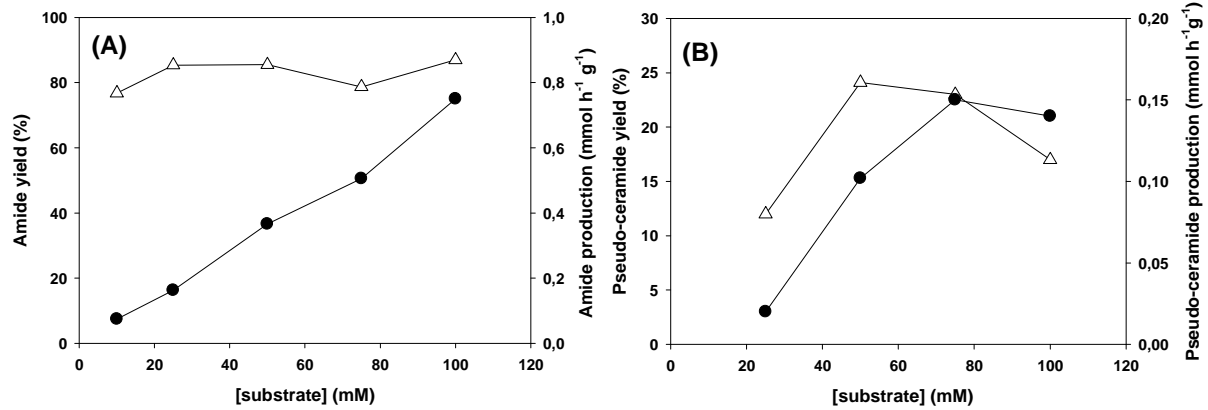 (A)
Amide yield (%)
100
80
60
40
20
0
1,0
0,8
0,6
0,4
0,2
0,0
Amide production (mmol h⁻¹ g⁻¹)
0 20 40 60 80 100 120
[substrate] (mM)
(B)
Pseudo-ceramide yield (%)
30
25
20
15
10
5
0
0,20
0,15
0,10
0,05
0,00
Pseudo-ceramide production (mmol h⁻¹g⁻¹)
0 20 40 60 80 100 120
[substrate] (mM)